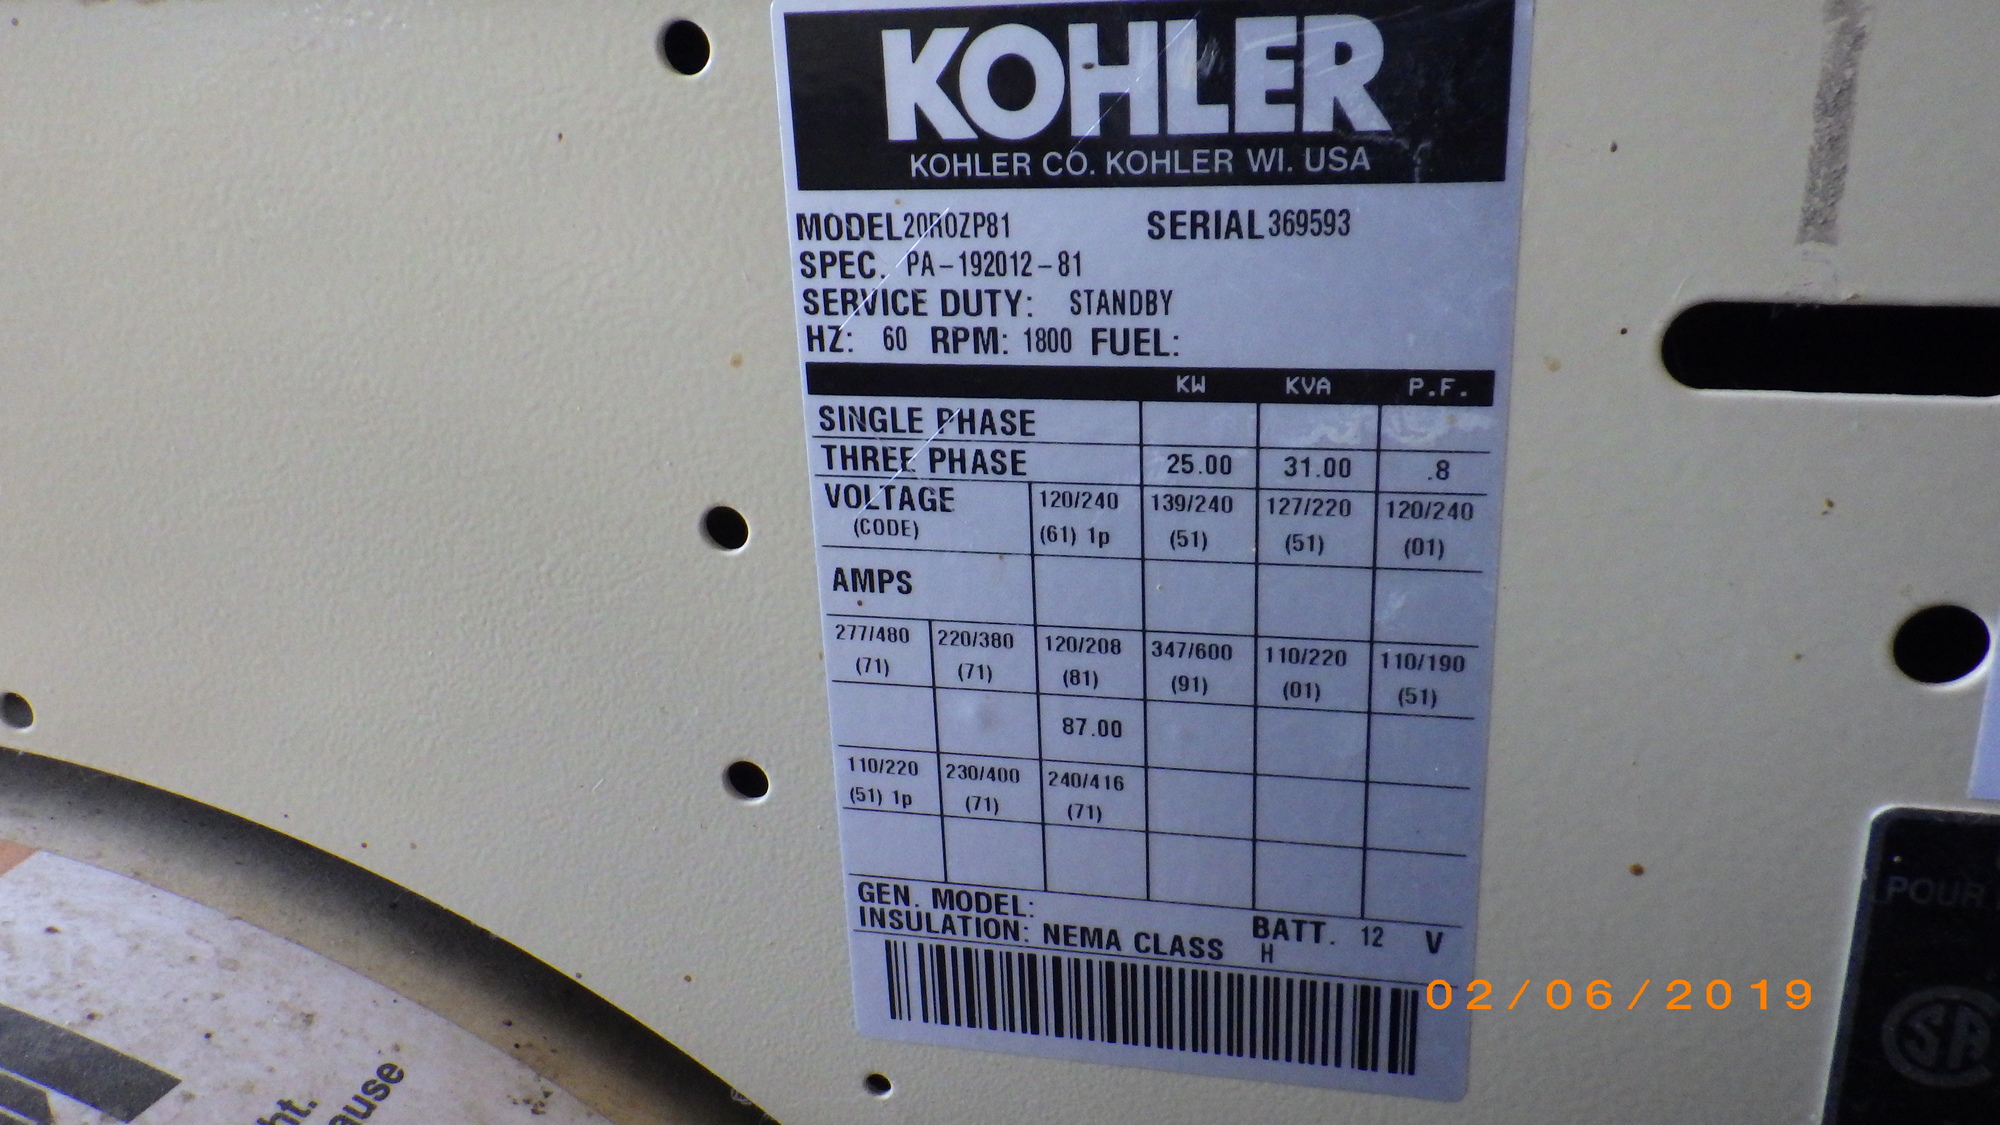 KOHLER
KOHLER CO. KOHLER WI. USA
MODEL 20ROZP81 SERIAL 369593
SPEC. PA-192012-81
SERVICE DUTY: STANDBY
HZ: 60 RPM: 1800 FUEL:
KW KVA P.F.
SINGLE PHASE
THREE PHASE 25.00 31.00 .8
VOLTAGE 120/240 139/240 127/220 120/240
(CODE) (61) 1p (51) (51) (01)
AMPS
277/480 220/380 120/208 347/600 110/220 110/190
(71) (71) (81) (91) (01) (51)
87.00
110/220 230/400 240/416
(51) 1p (71) (71)
GEN. MODEL:
BATT. 12 V
INSULATION: NEMA CLASS H
02/06/2019
POUR
ht.
ause